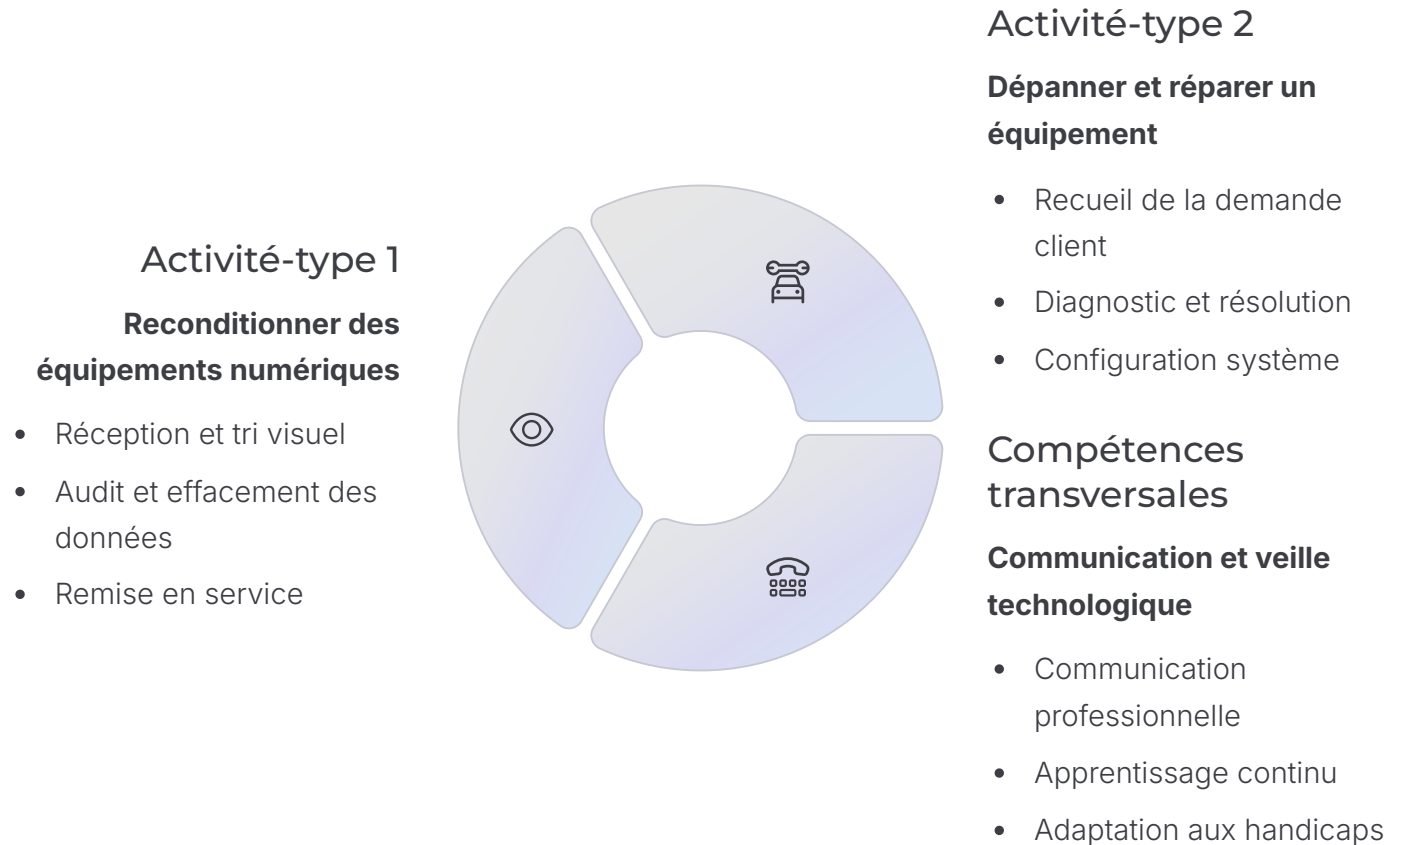 Activité-type 1
Reconditionner des
équipements numériques
• Réception et tri visuel
• Audit et effacement des
données
• Remise en service
Activité-type 2
Dépanner et réparer un
équipement
• Recueil de la demande
client
• Diagnostic et résolution
• Configuration système
Compétences
transversales
Communication et veille
technologique
• Communication
professionnelle
• Apprentissage continu
• Adaptation aux handicaps